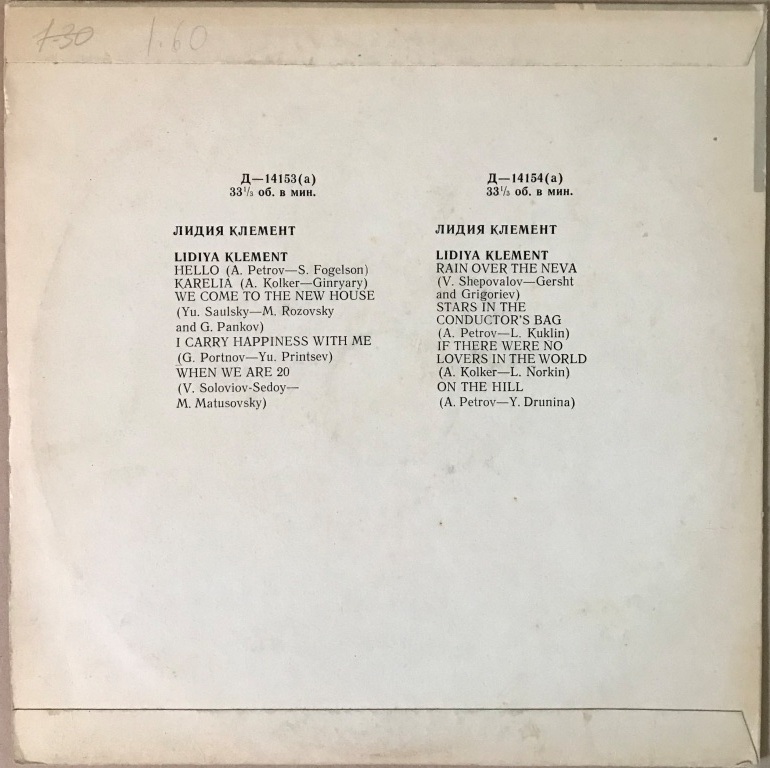 1-30 1.60
Д—14153(а)
33⅓ об. в мин.
ЛИДИЯ КЛЕМЕНТ
LIDIYA KLEMENT
HELLO (A. Petrov—S. Fogelson)
KARELIA (A. Kolker—Ginryary)
WE COME TO THE NEW HOUSE
(Yu. Saulsky—M. Rozovsky
and G. Pankov)
I CARRY HAPPINESS WITH ME
(G. Portnov—Yu. Printsev)
WHEN WE ARE 20
(V. Soloviov-Sedoy—
M. Matusovsky)
Д—14154(а)
33⅓ об. в мин.
ЛИДИЯ КЛЕМЕНТ
LIDIYA KLEMENT
RAIN OVER THE NEVA
(V. Shepovalov—Gersht
and Grigoriev)
STARS IN THE
CONDUCTOR'S BAG
(A. Petrov—L. Kuklin)
IF THERE WERE NO
LOVERS IN THE WORLD
(A. Kolker—L. Norkin)
ON THE HILL
(A. Petrov—Y. Drunina)